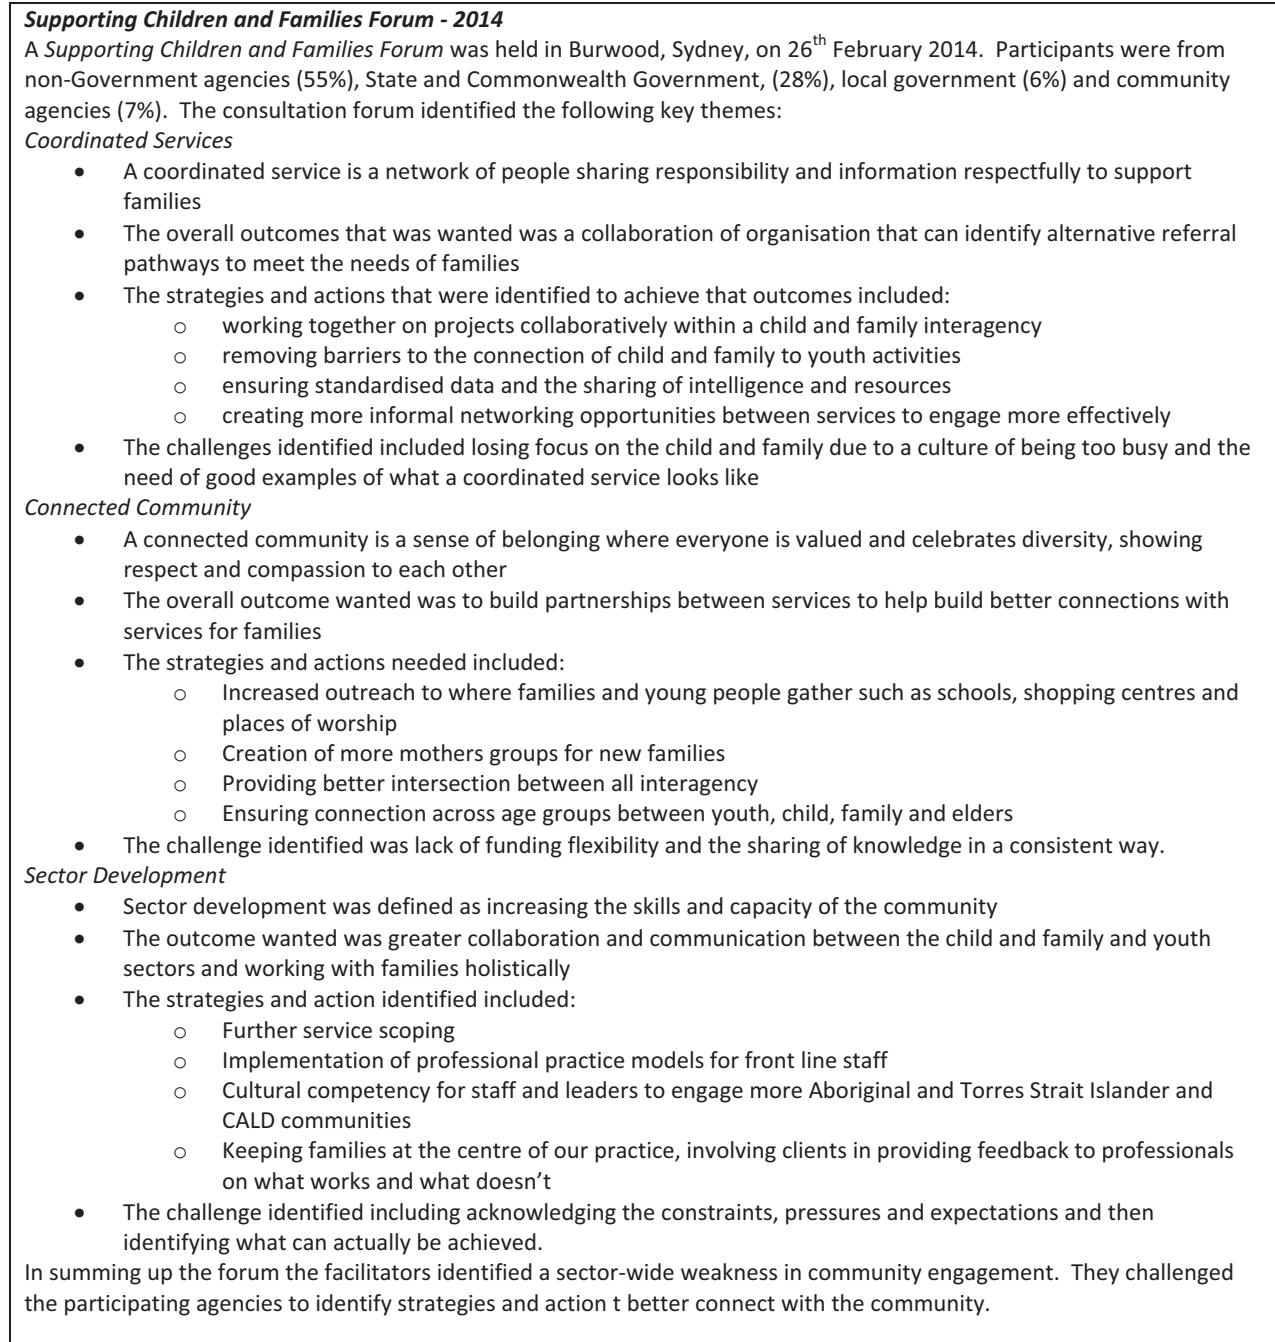 Supporting Children and Families Forum - 2014
A Supporting Children and Families Forum was held in Burwood, Sydney, on 26th February 2014.  Participants were from
non-Government agencies (55%), State and Commonwealth Government, (28%), local government (6%) and community
agencies (7%).  The consultation forum identified the following key themes:
Coordinated Services
• A coordinated service is a network of people sharing responsibility and information respectfully to support
families
• The overall outcomes that was wanted was a collaboration of organisation that can identify alternative referral
pathways to meet the needs of families
• The strategies and actions that were identified to achieve that outcomes included:
o working together on projects collaboratively within a child and family interagency
o removing barriers to the connection of child and family to youth activities
o ensuring standardised data and the sharing of intelligence and resources
o creating more informal networking opportunities between services to engage more effectively
• The challenges identified included losing focus on the child and family due to a culture of being too busy and the
need of good examples of what a coordinated service looks like
Connected Community
• A connected community is a sense of belonging where everyone is valued and celebrates diversity, showing
respect and compassion to each other
• The overall outcome wanted was to build partnerships between services to help build better connections with
services for families
• The strategies and actions needed included:
o Increased outreach to where families and young people gather such as schools, shopping centres and
places of worship
o Creation of more mothers groups for new families
o Providing better intersection between all interagency
o Ensuring connection across age groups between youth, child, family and elders
• The challenge identified was lack of funding flexibility and the sharing of knowledge in a consistent way.
Sector Development
• Sector development was defined as increasing the skills and capacity of the community
• The outcome wanted was greater collaboration and communication between the child and family and youth
sectors and working with families holistically
• The strategies and action identified included:
o Further service scoping
o Implementation of professional practice models for front line staff
o Cultural competency for staff and leaders to engage more Aboriginal and Torres Strait Islander and
CALD communities
o Keeping families at the centre of our practice, involving clients in providing feedback to professionals
on what works and what doesn’t
• The challenge identified including acknowledging the constraints, pressures and expectations and then
identifying what can actually be achieved.
In summing up the forum the facilitators identified a sector-wide weakness in community engagement.  They challenged
the participating agencies to identify strategies and action t better connect with the community.